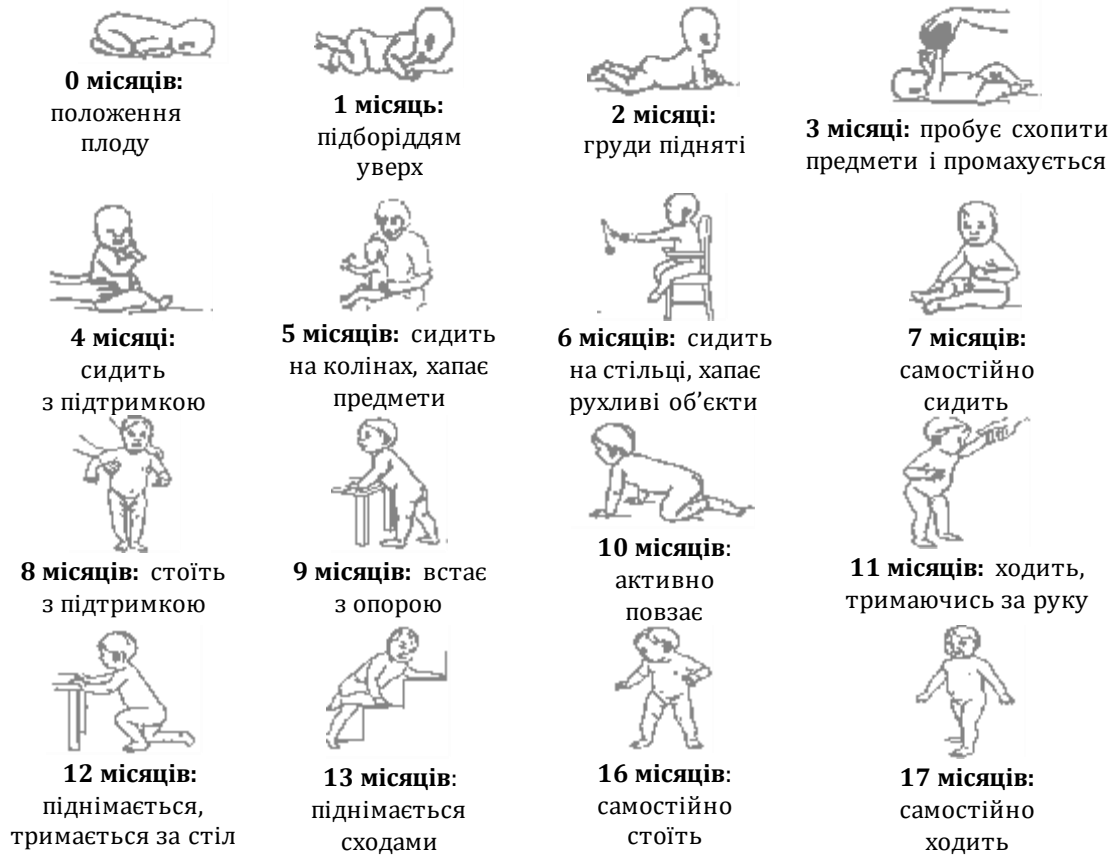 0 місяців:
положення
плоду
1 місяць:
підборіддям
уверх
2 місяці:
груди підняті
3 місяці: пробує схопити
предмети і промахується
4 місяці:
сидить
з підтримкою
5 місяців: сидить
на колінах, хапає
предмети
6 місяців: сидить
на стільці, хапає
рухливі об’єкти
7 місяців:
самостійно
сидить
8 місяців: стоїть
з підтримкою
9 місяців: встає
з опорою
10 місяців:
активно
повзає
11 місяців: ходить,
тримаючись за руку
12 місяців:
піднімається,
тримається за стіл
13 місяців:
піднімається
сходами
16 місяців:
самостійно
стоїть
17 місяців:
самостійно
ходить